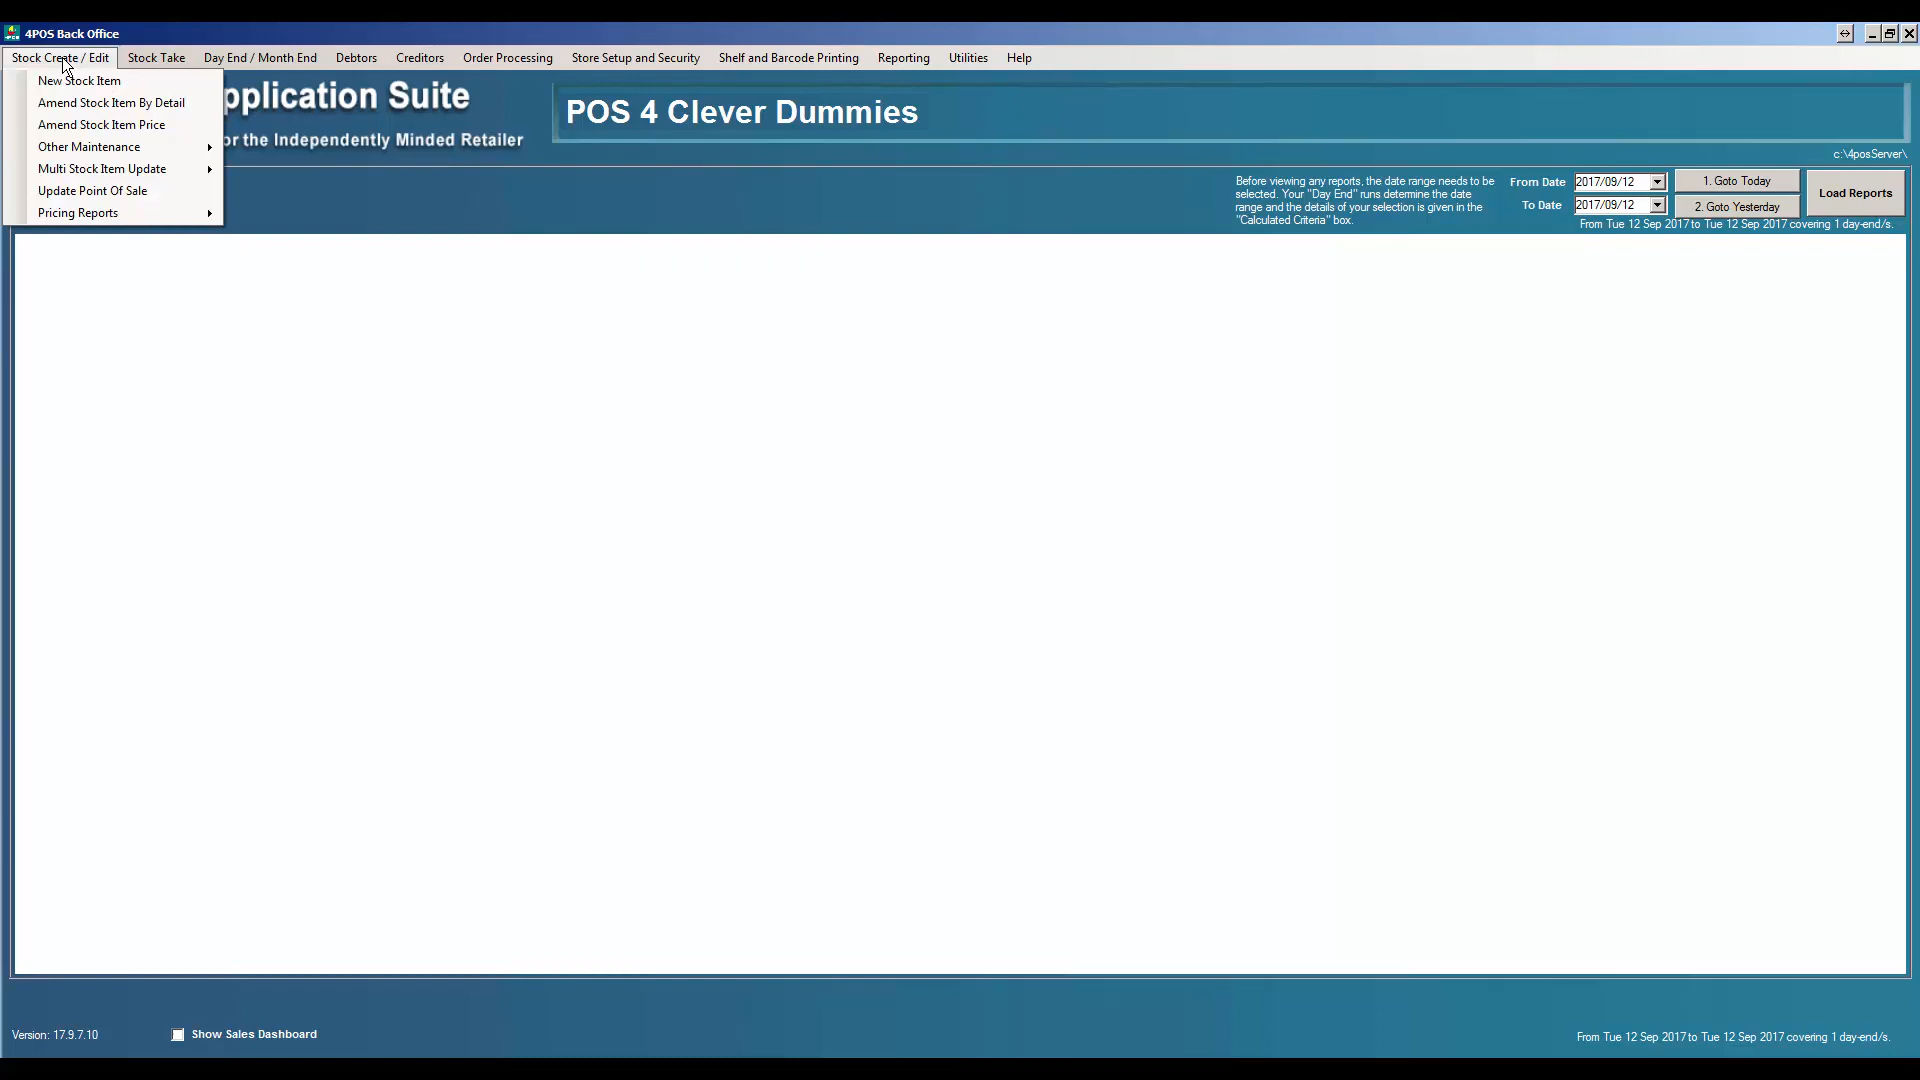 4POS Back Office
Stock Create / Edit Stock Take Day End / Month End Debtors Creditors Order Processing Store Setup and Security Shelf and Barcode Printing Reporting Utilities Help
New Stock Item
Amend Stock Item By Detail
Amend Stock Item Price
Other Maintenance
Multi Stock Item Update
Update Point Of Sale
Pricing Reports
pplication Suite
or the Independently Minded Retailer
POS 4 Clever Dummies
c:\4posServer\
Before viewing any reports, the date range needs to be
selected. Your "Day End" runs determine the date
range and the details of your selection is given in the
"Calculated Criteria" box.
From Date 2017/09/12 1. Goto Today
To Date 2017/09/12 2. Goto Yesterday
Load Reports
From Tue 12 Sep 2017 to Tue 12 Sep 2017 covering 1 day-end/s.
Version: 17.9.7.10 Show Sales Dashboard
From Tue 12 Sep 2017 to Tue 12 Sep 2017 covering 1 day-end/s.